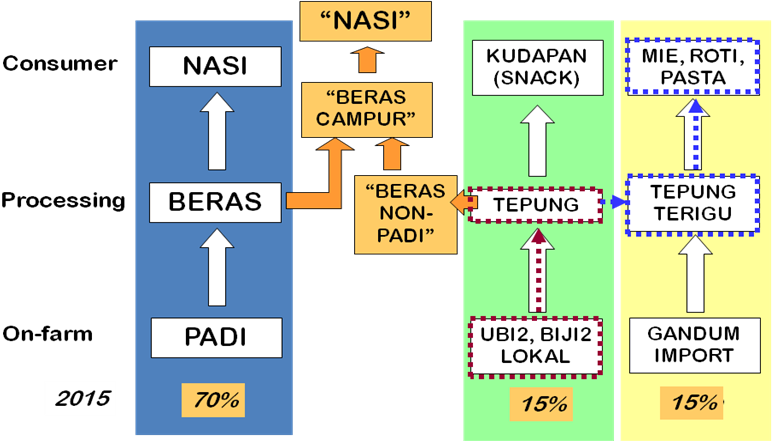 “NASI”
Consumer
NASI
KUDAPAN
(SNACK)
MIE, ROTI,
PASTA
“BERAS
CAMPUR”
Processing
BERAS
“BERAS
NON-
PADI”
TEPUNG
TEPUNG
TERIGU
On-farm
PADI
UBI2, BIJI2
LOKAL
GANDUM
IMPORT
2015
70%
15%
15%